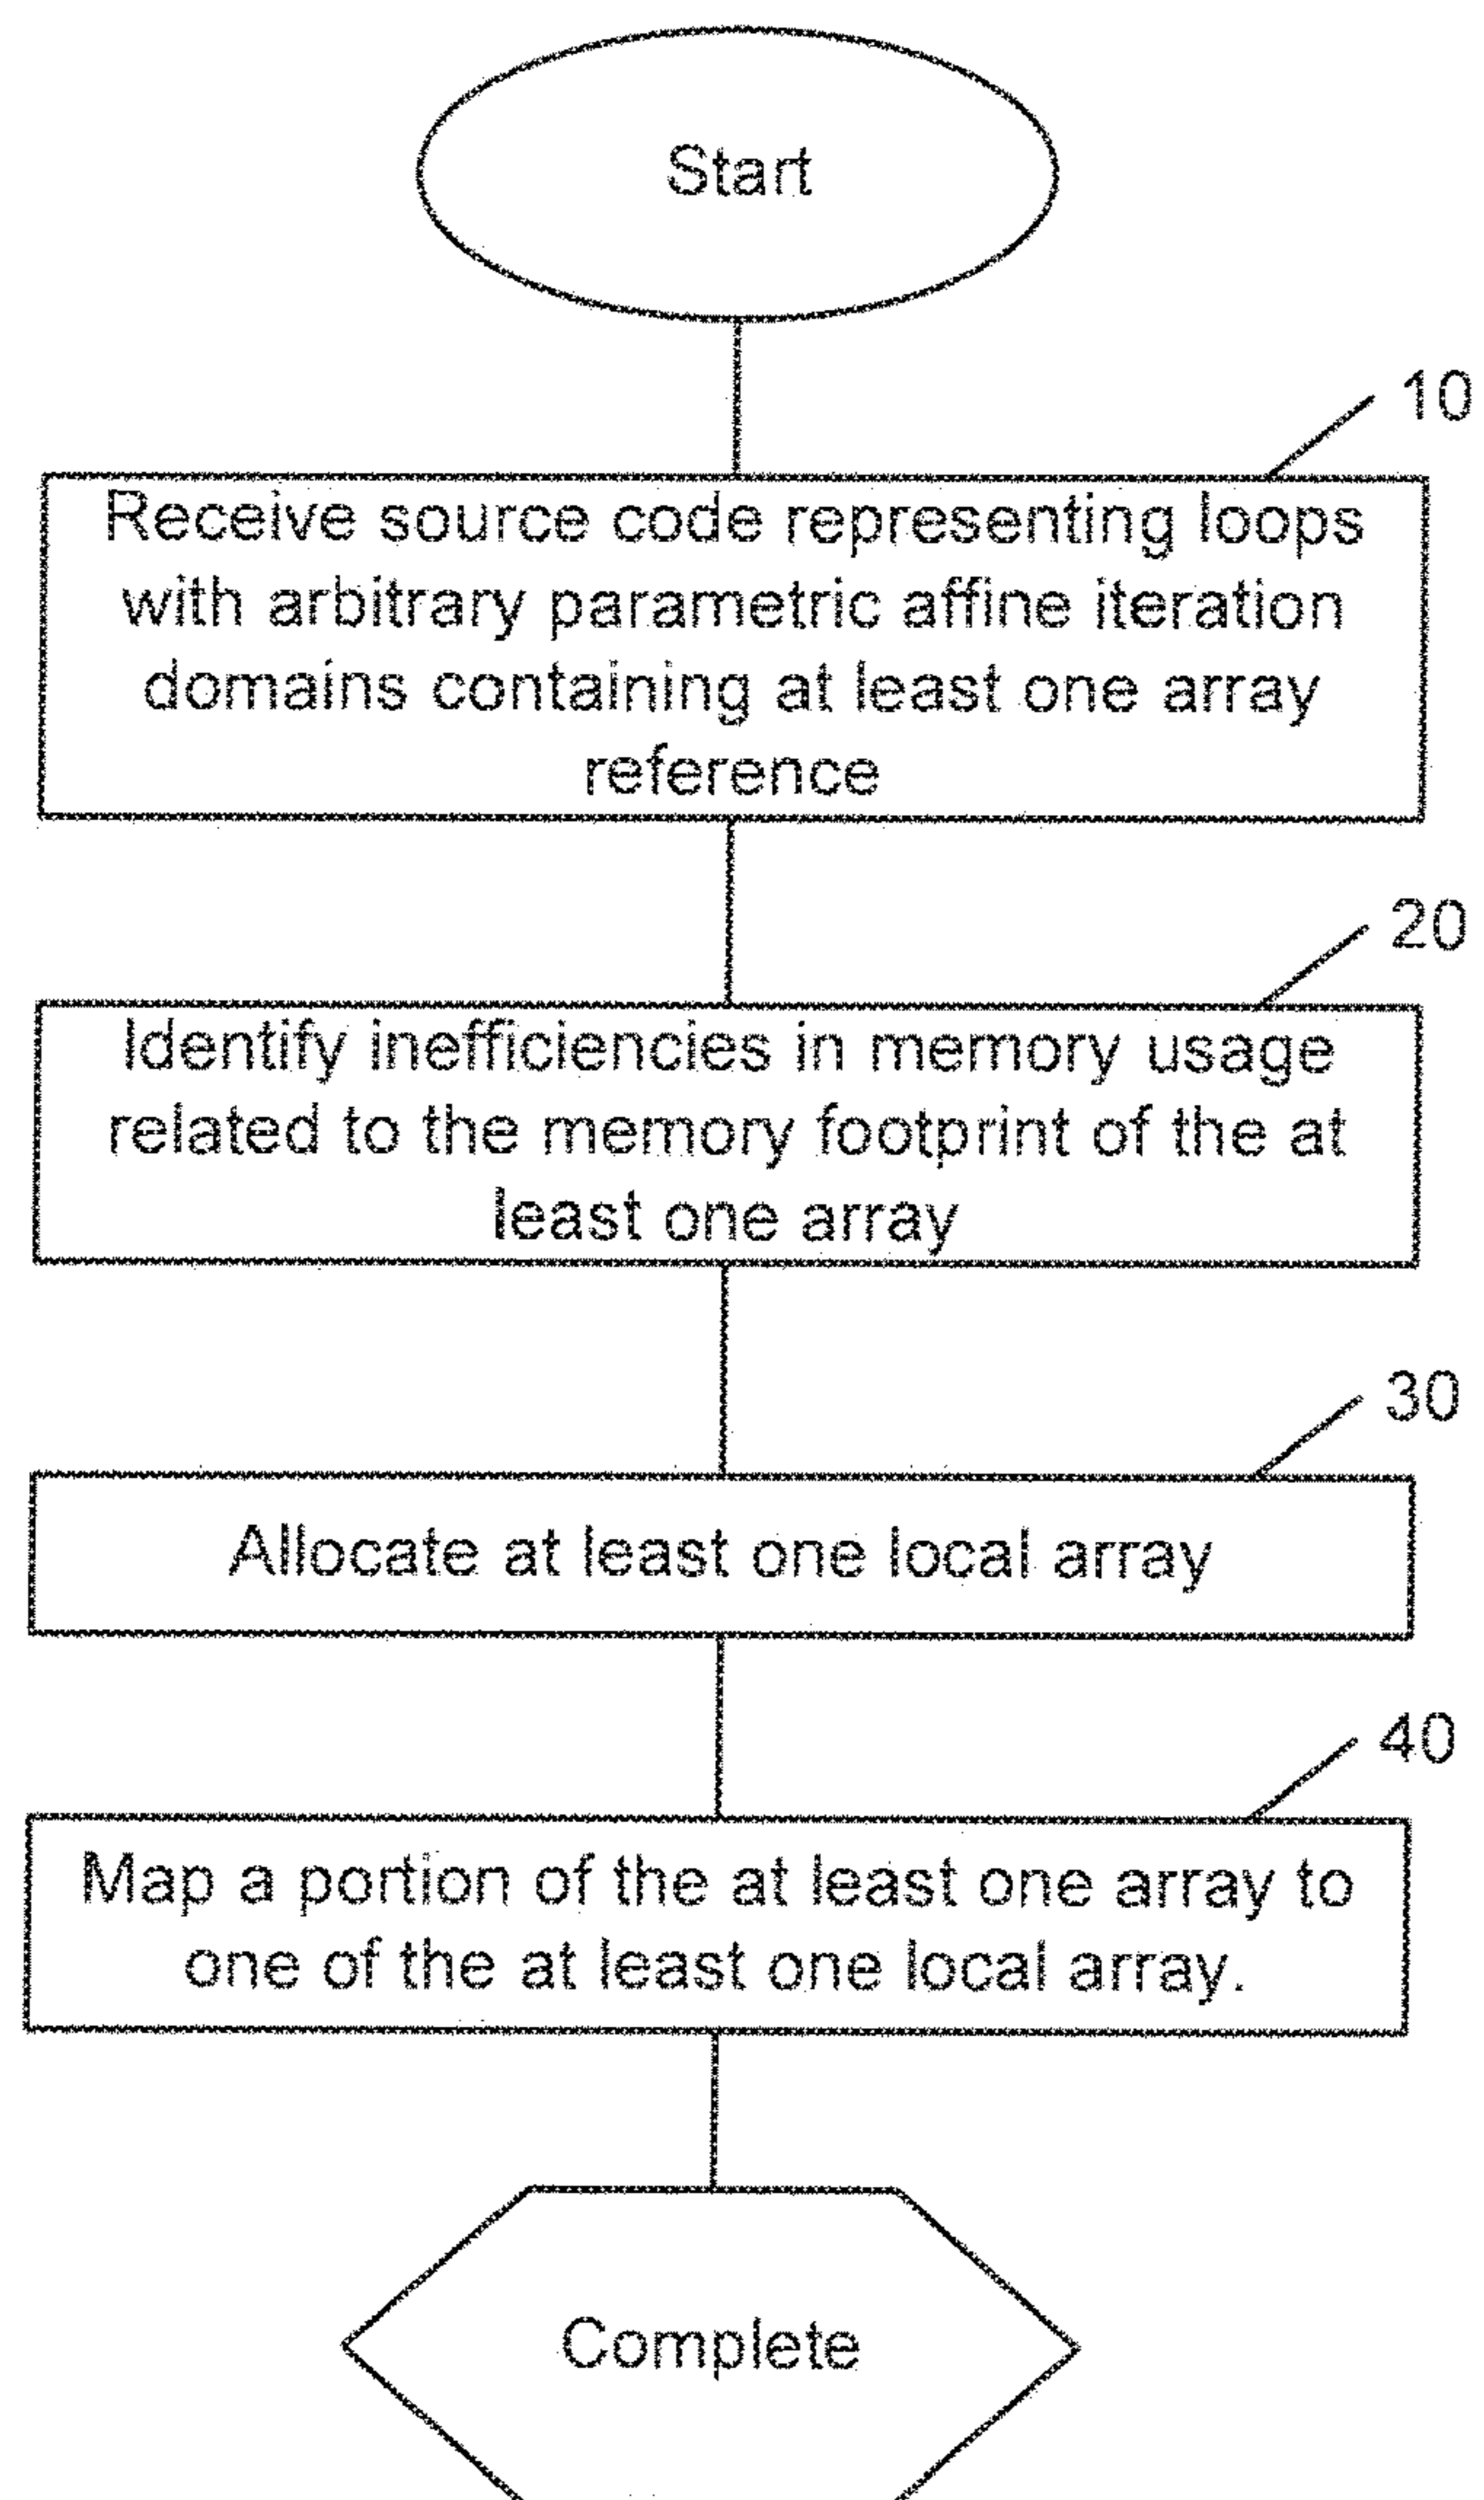 Start
10
Receive source code representing loops
with arbitrary parametric affine iteration
domains containing at least one array
reference
20
Identify inefficiencies in memory usage
related to the memory footprint of the at
least one array
30
Allocate at least one local array
40
Map a portion of the at least one array to
one of the at least one local array.
Complete